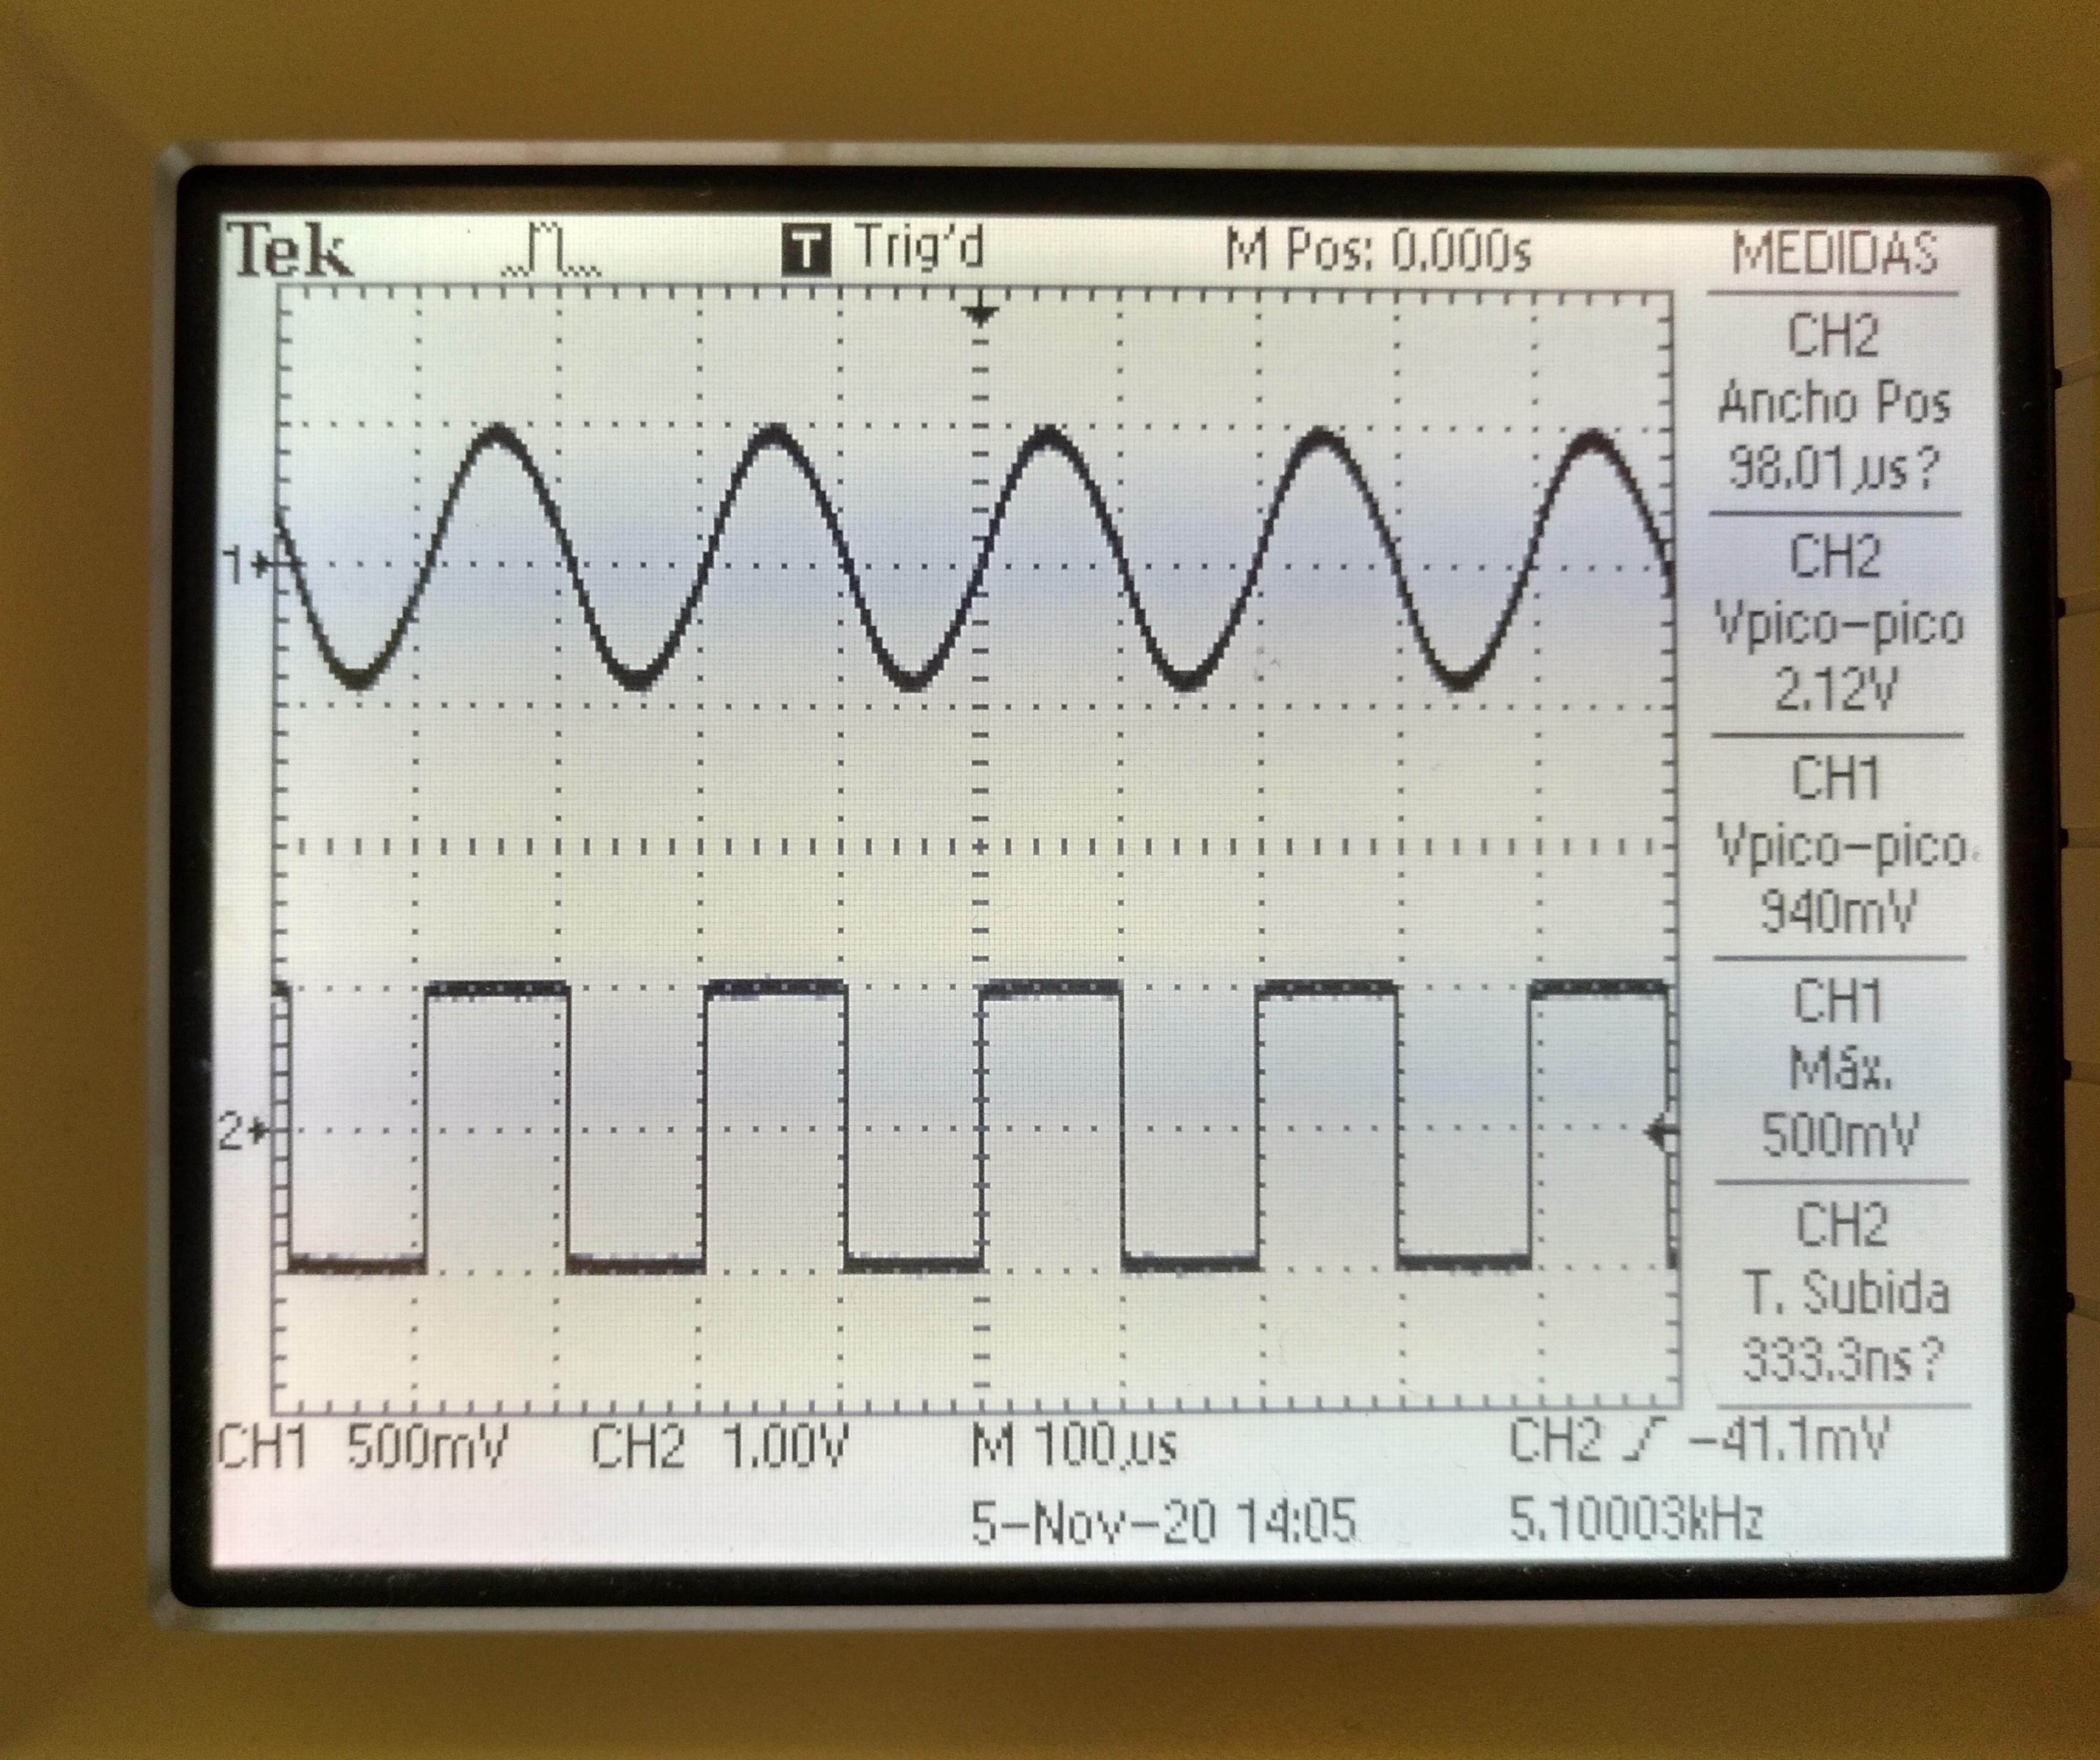 Tek T Trig'd M Pos: 0.000s MEDIDAS
CH2
Ancho Pos
98.01µs?
CH2
Vpico-pico
2.12V
CH1
Vpico-pico
940mV
CH1
Máx.
500mV
CH2
T. Subida
333.3ns?
1
2
CH1 500mV CH2 1.00V M 100µs CH2 -41.1mV
5-Nov-20 14:05 5.10003kHz